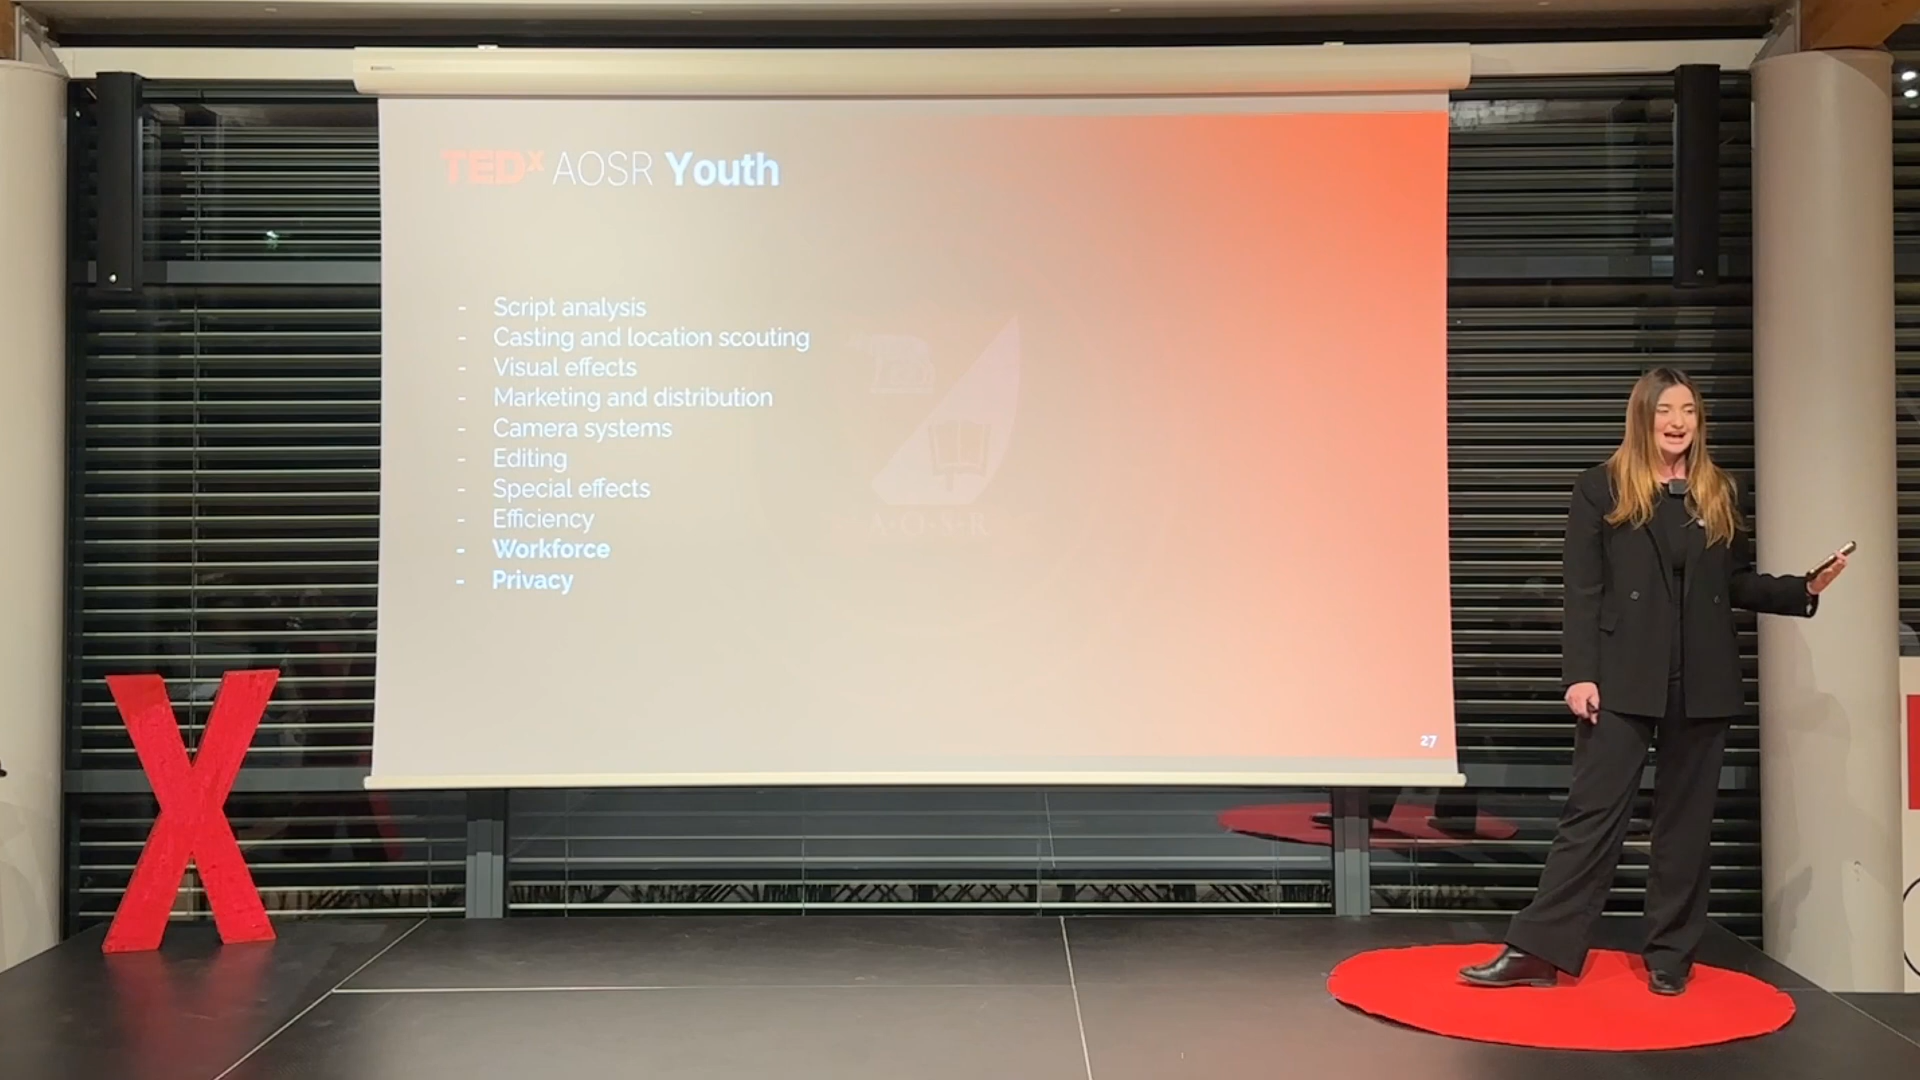 TEDx AOSR Youth
- Script analysis
- Casting and location scouting
- Visual effects
- Marketing and distribution
- Camera systems
- Editing
- Special effects
- Efficiency
- Workforce
- Privacy
A·O·S·R
27
X